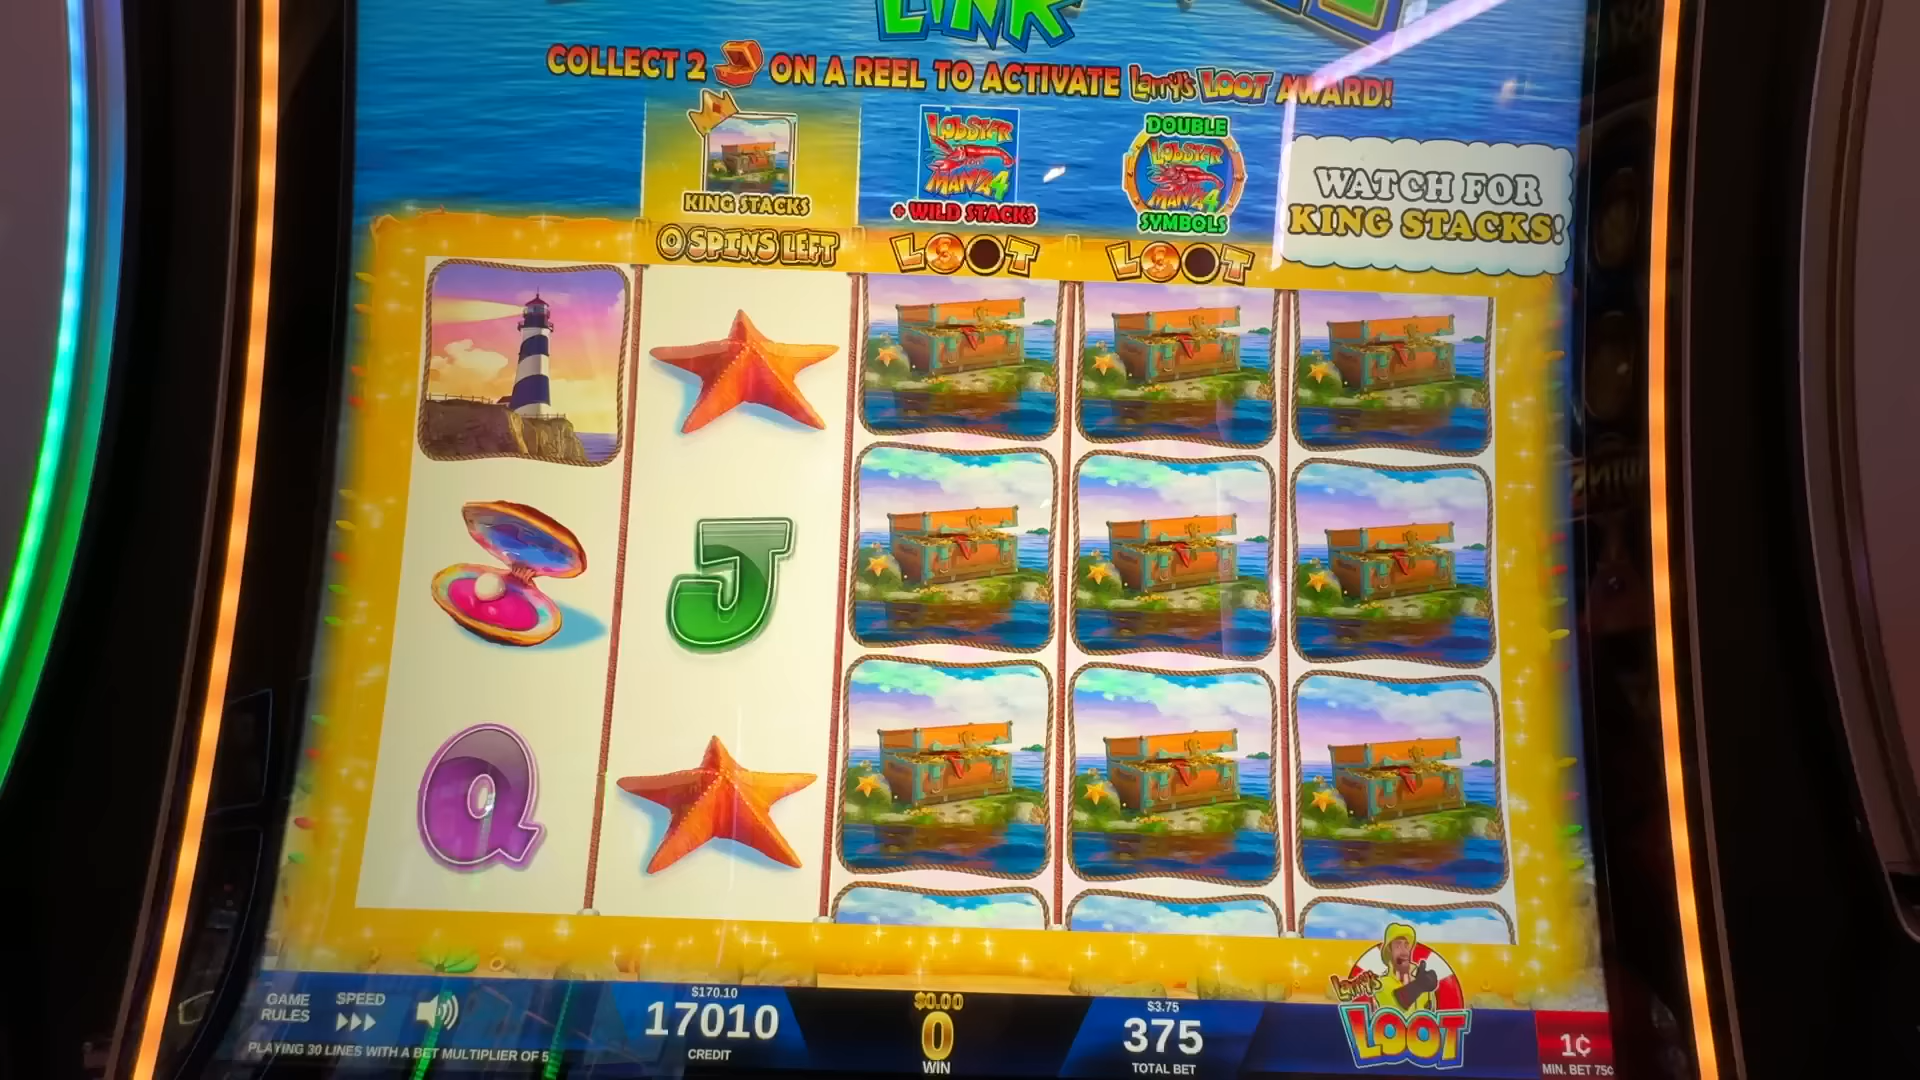 LINK
COLLECT 2 ON A REEL TO ACTIVATE Larry's LOOT AWARD!
KING STACKS
LOBSTER MANIA 4
+ WILD STACKS
DOUBLE
LOBSTER MANIA 4
SYMBOLS
WATCH FOR
KING STACKS!
0 SPINS LEFT
LOOT
LOOT
J
Q
GAME RULES
SPEED
$170.10
17010
CREDIT
$0.00
0
WIN
$3.75
375
TOTAL BET
Larry's
LOOT
1¢
MIN. BET 75¢
PLAYING 30 LINES WITH A BET MULTIPLIER OF 5